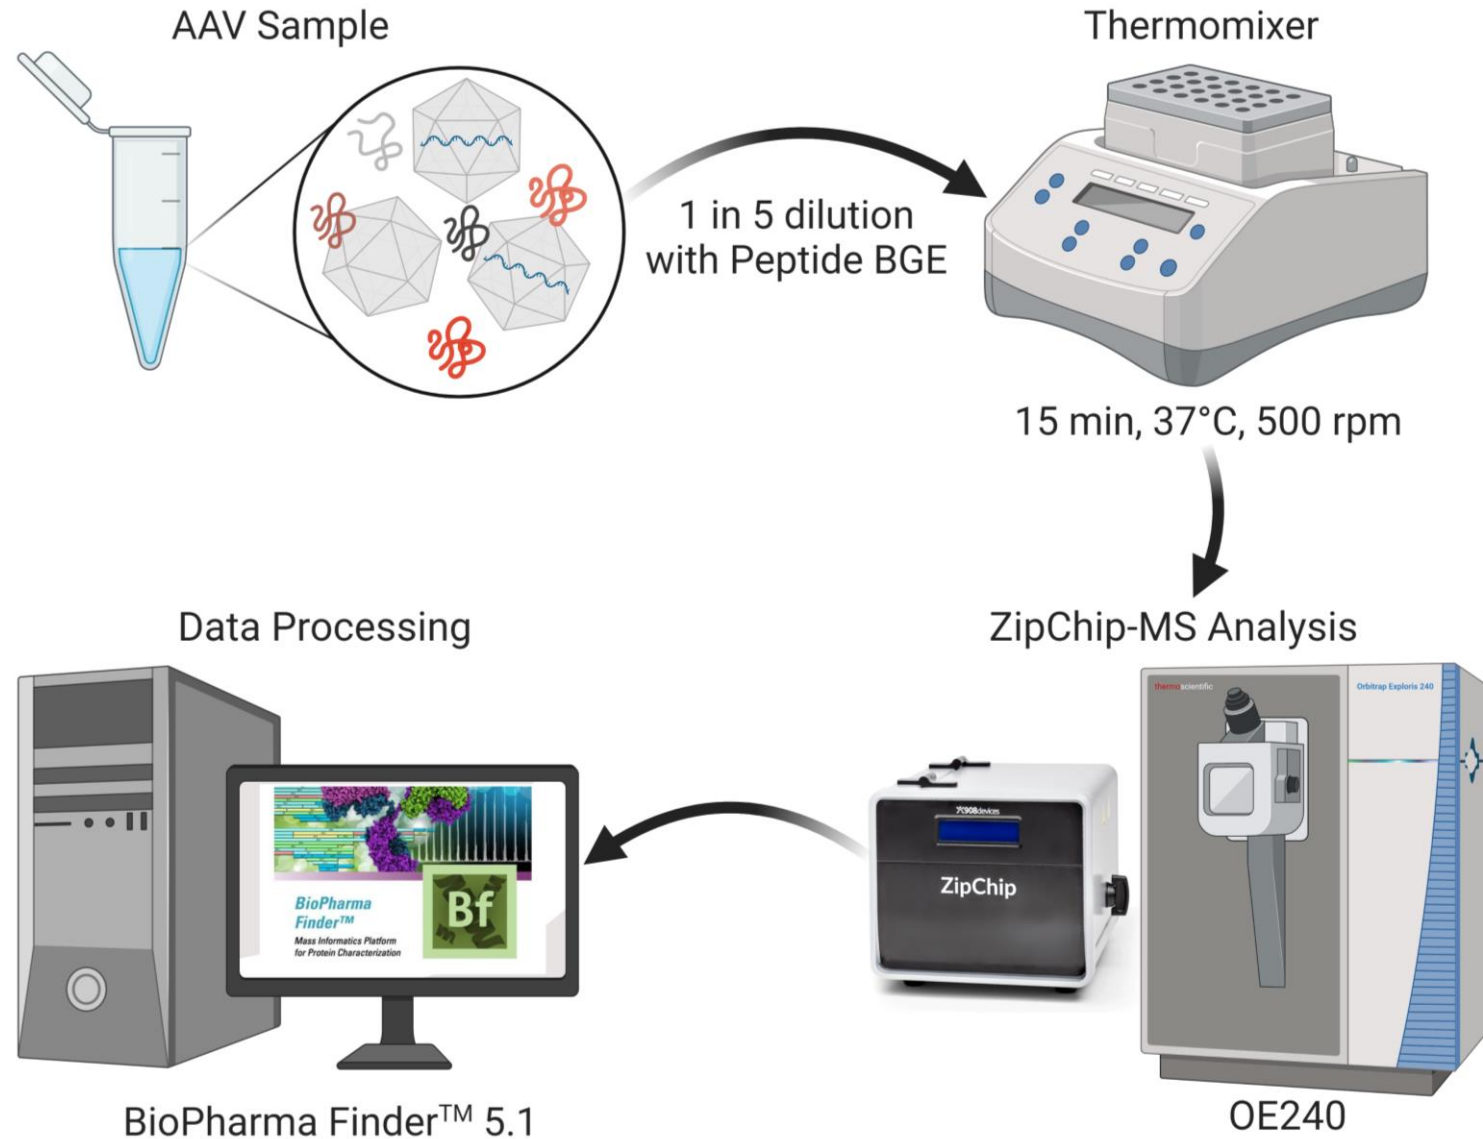 AAV Sample
Thermomixer
1 in 5 dilution
with Peptide BGE
15 min, 37°C, 500 rpm
Data Processing
ZipChip-MS Analysis
thermoscientific
Orbitrap Exploris 240
908devices
ZipChip
BioPharma
Finder™
Mass Informatics Platform
for Protein Characterization
Bf
BioPharma Finder™ 5.1
OE240